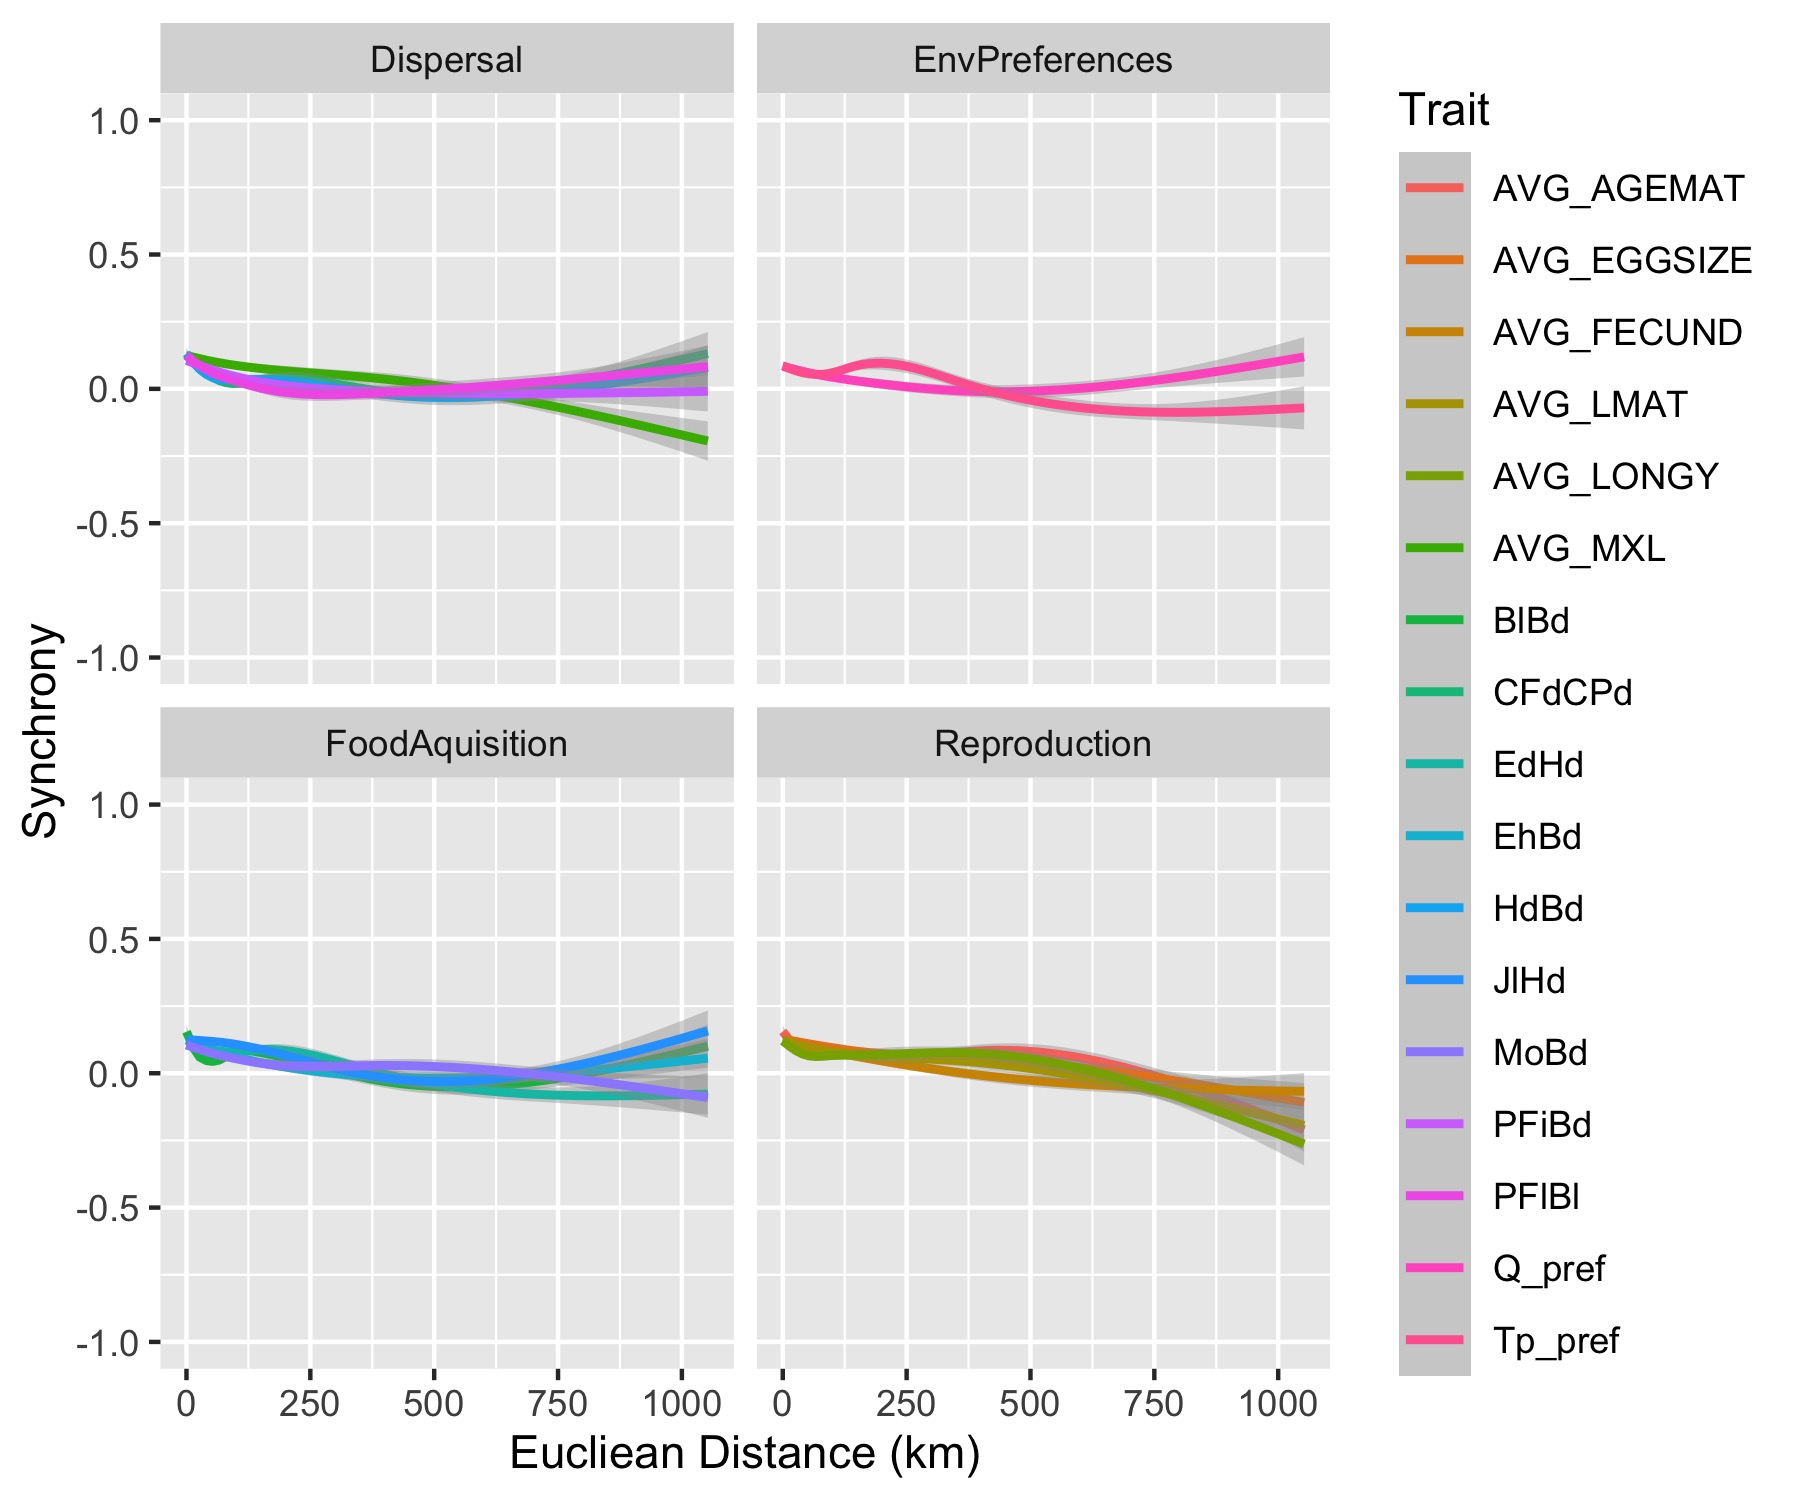 Dispersal
EnvPreferences
1.0
0.5
0.0
-0.5
-1.0
FoodAquisition
Reproduction
1.0
0.5
0.0
-0.5
-1.0
0 250 500 750 1000
0 250 500 750 1000
Eucliean Distance (km)
Synchrony
Trait
AVG_AGEMAT
AVG_EGGSIZE
AVG_FECUND
AVG_LMAT
AVG_LONGY
AVG_MXL
BlBd
CFdCPd
EdHd
EhBd
HdBd
JlHd
MoBd
PFiBd
PFlBl
Q_pref
Tp_pref